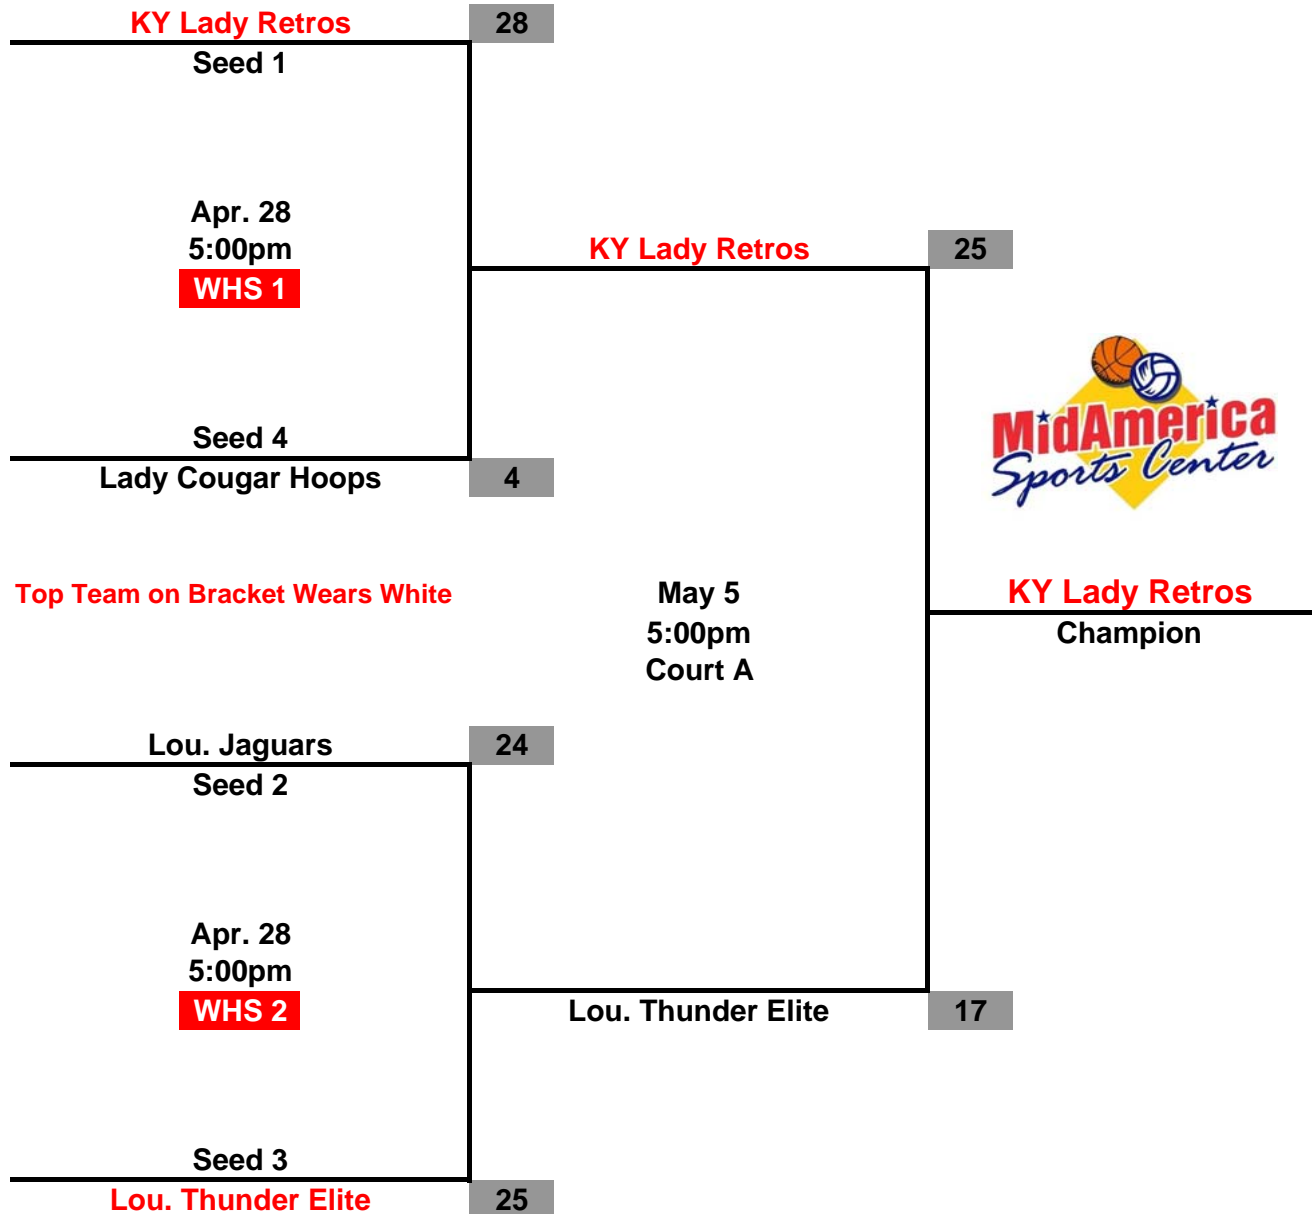 KY Lady Retros 28
Seed 1
Apr. 28
5:00pm
WHS 1
KY Lady Retros 25
Seed 4
Lady Cougar Hoops 4
MidAmerica
Sports Center
Top Team on Bracket Wears White
May 5
5:00pm
Court A
KY Lady Retros
Champion
Lou. Jaguars 24
Seed 2
Apr. 28
5:00pm
WHS 2
Lou. Thunder Elite 17
Seed 3
Lou. Thunder Elite 25